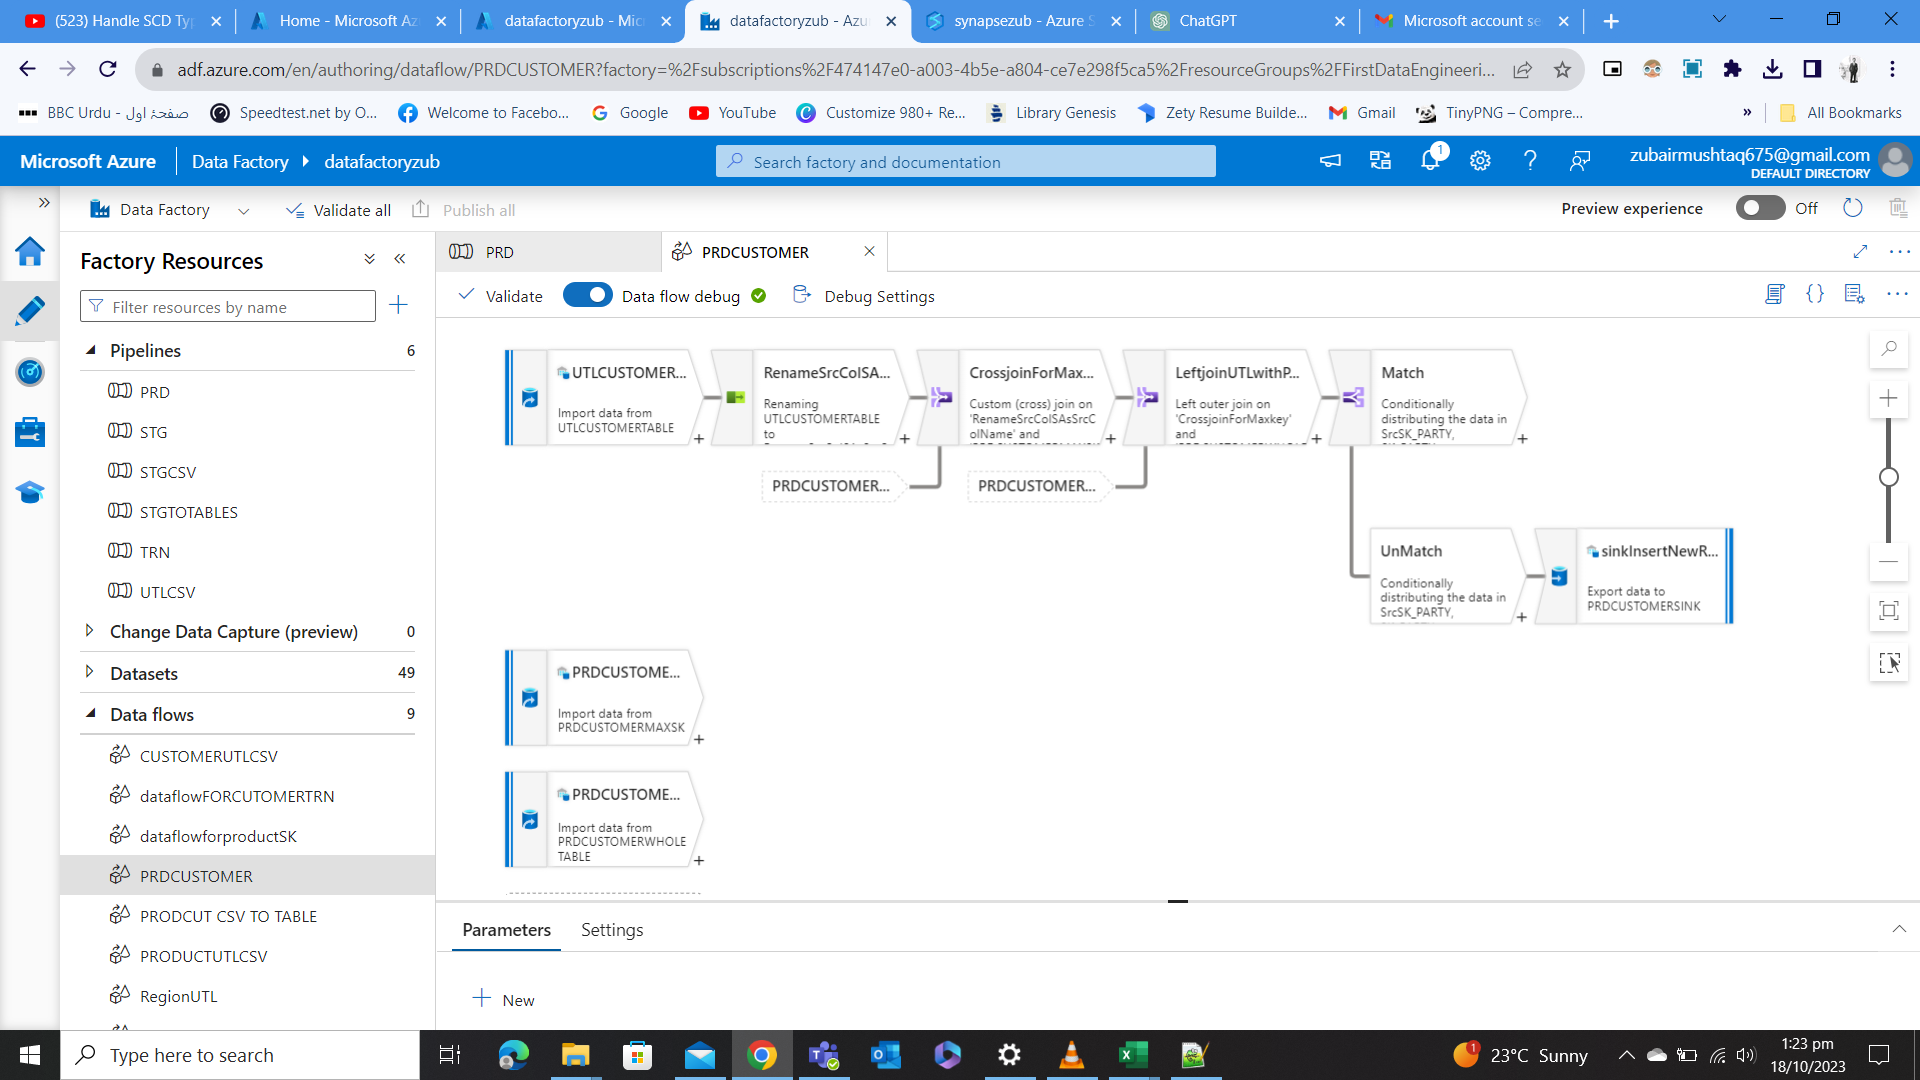 (523) Handle SCD Ty
Home - Microsoft Az
datafactoryzub - Mic
datafactoryzub - Azu
synapsezub - Azure S
ChatGPT
Microsoft account se
adf.azure.com/en/authoring/dataflow/PRDCUSTOMER?factory=%2Fsubscriptions%2F474147e0-a003-4b5e-a804-ce7e298f5ca5%2FresourceGroups%2FFirstDataEngineeri...
BBC Urdu - صفحۂ اول
Speedtest.net by O...
Welcome to Facebo...
Google
YouTube
Customize 980+ Re...
Library Genesis
Zety Resume Builde...
Gmail
TinyPNG – Compre...
»
All Bookmarks
Microsoft Azure
Data Factory
datafactoryzub
Search factory and documentation
1
zubairmushtaq675@gmail.com
DEFAULT DIRECTORY
Data Factory
Validate all
Publish all
Preview experience
Off
Factory Resources
Filter resources by name
Pipelines 6
PRD
STG
STGCSV
STGTOTABLES
TRN
UTLCSV
Change Data Capture (preview) 0
Datasets 49
Data flows 9
CUSTOMERUTLCSV
dataflowFORCUTOMERTRN
dataflowforproductSK
PRDCUSTOMER
PRODCUT CSV TO TABLE
PRODUCTUTLCSV
RegionUTL
PRD
PRDCUSTOMER
Validate
Data flow debug
Debug Settings
UTLCUSTOMER...
Import data from
UTLCUSTOMERTABLE
RenameSrcColSA...
Renaming
UTLCUSTOMERTABLE
to
CrossjoinForMax...
Custom (cross) join on
'RenameSrcColSAsSrcC
olName' and
LeftjoinUTLwithP...
Left outer join on
'CrossjoinForMaxkey'
and
Match
Conditionally
distributing the data in
SrcSK_PARTY,
PRDCUSTOMER...
PRDCUSTOMER...
UnMatch
Conditionally
distributing the data in
SrcSK_PARTY,
sinkInsertNewR...
Export data to
PRDCUSTOMERSINK
PRDCUSTOME...
Import data from
PRDCUSTOMERMAXSK
PRDCUSTOME...
Import data from
PRDCUSTOMERWHOLE
TABLE
Parameters
Settings
New
Type here to search
1
23°C Sunny
1:23 pm
18/10/2023